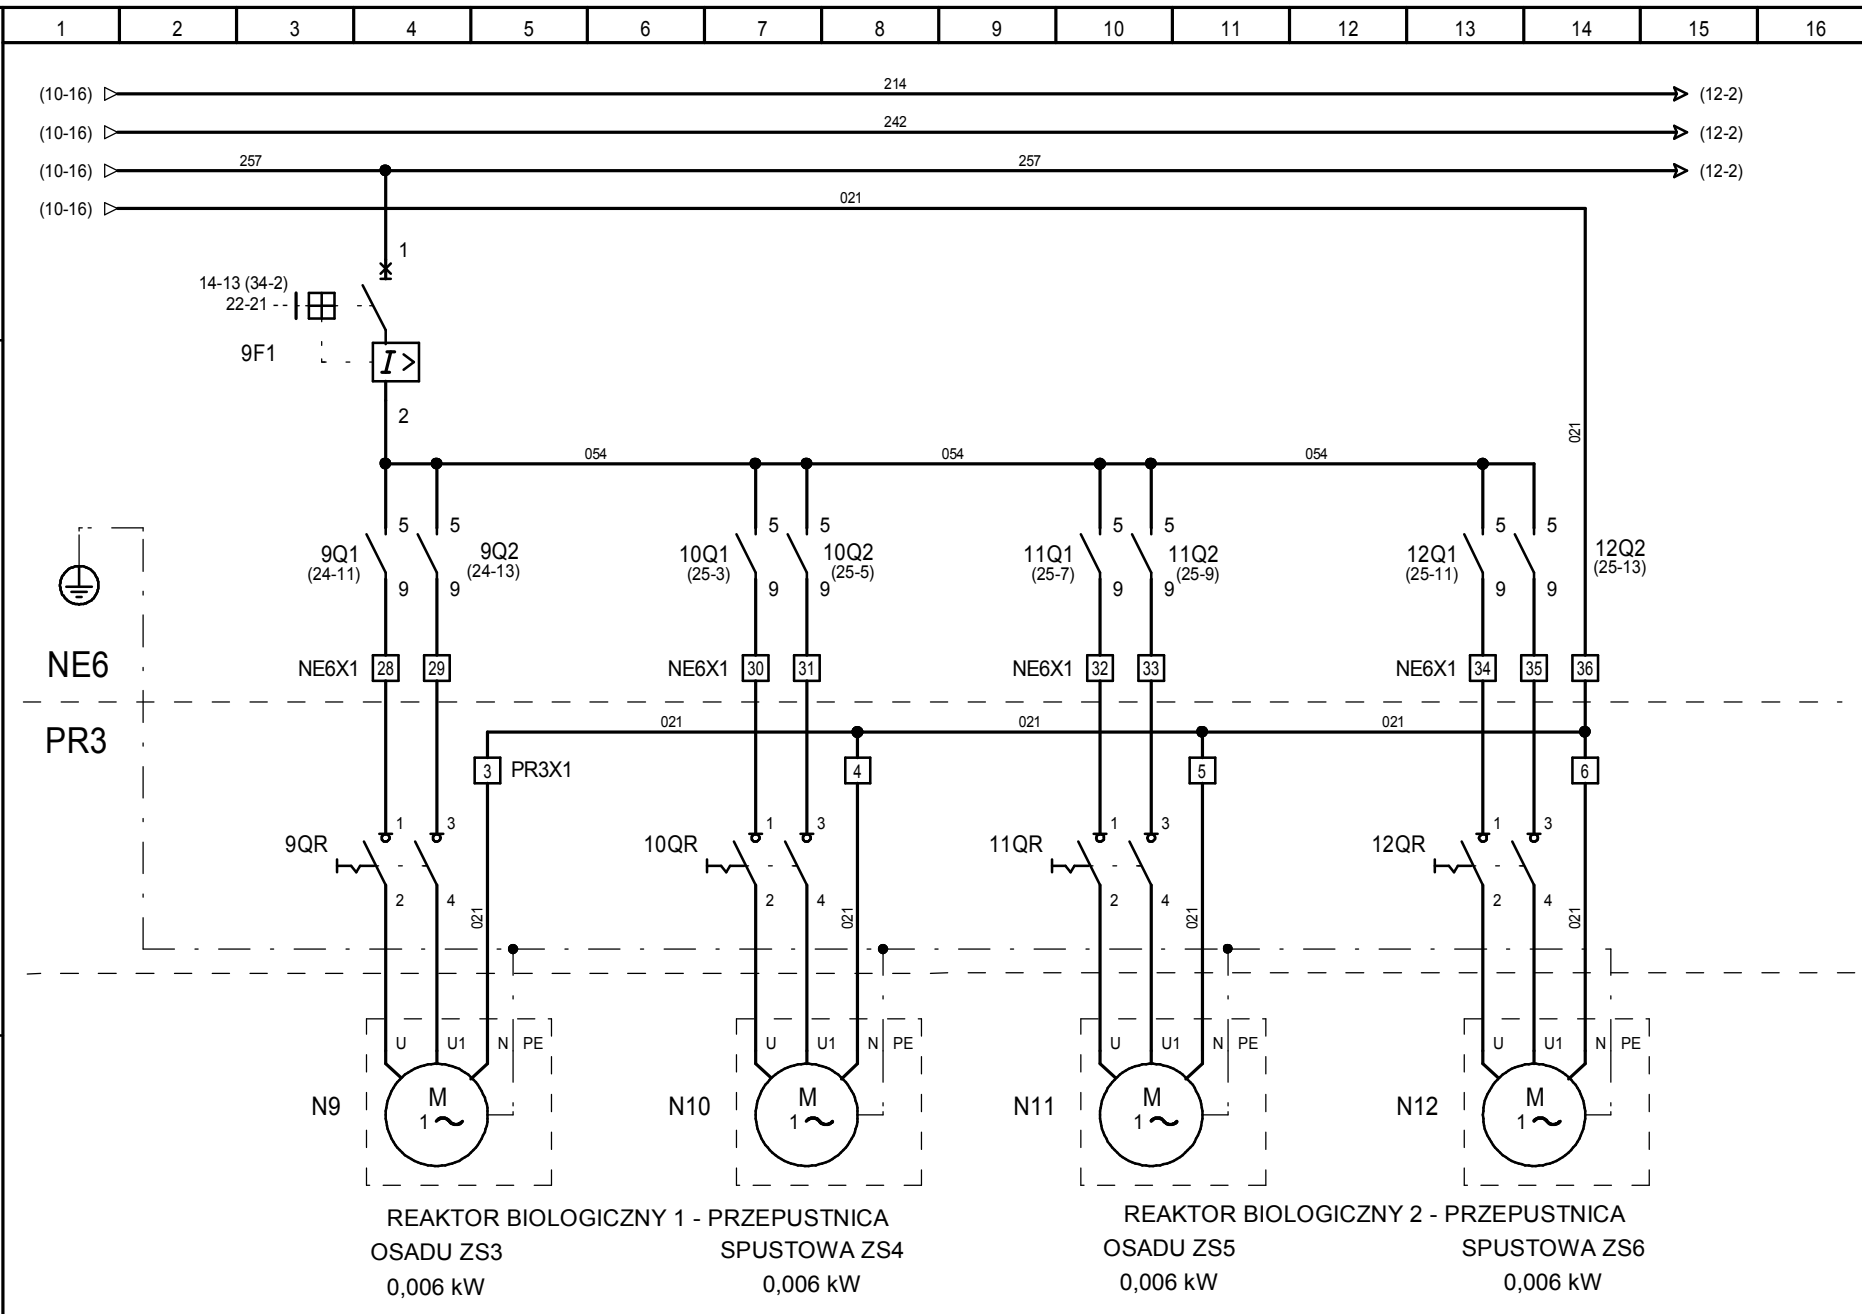 1 2 3 4 5 6 7 8 9 10 11 12 13 14 15 16
(10-16) 214 (12-2)
(10-16) 242 (12-2)
(10-16) 257 257 (12-2)
(10-16) 021
1
14-13 (34-2)
22-21
9F1 I >
2
021
054 054 054
5 5 5 5 5 5 5 5
9Q1 9Q2 10Q1 10Q2 11Q1 11Q2 12Q1 12Q2
(24-11) (24-13) (25-3) (25-5) (25-7) (25-9) (25-11) (25-13)
9 9 9 9 9 9 9 9
NE6 NE6X1 28 29 NE6X1 30 31 NE6X1 32 33 NE6X1 34 35 36
021 021 021
PR3
3 PR3X1 4 5 6
1 3 1 3 1 3 1 3
9QR 10QR 11QR 12QR
2 4 2 4 2 4 2 4
021 021 021 021
U U1 N PE U U1 N PE U U1 N PE U U1 N PE
N9 M N10 M N11 M N12 M
1 ~ 1 ~ 1 ~ 1 ~
REAKTOR BIOLOGICZNY 1 - PRZEPUSTNICA REAKTOR BIOLOGICZNY 2 - PRZEPUSTNICA
OSADU ZS3 SPUSTOWA ZS4 OSADU ZS5 SPUSTOWA ZS6
0,006 kW 0,006 kW 0,006 kW 0,006 kW